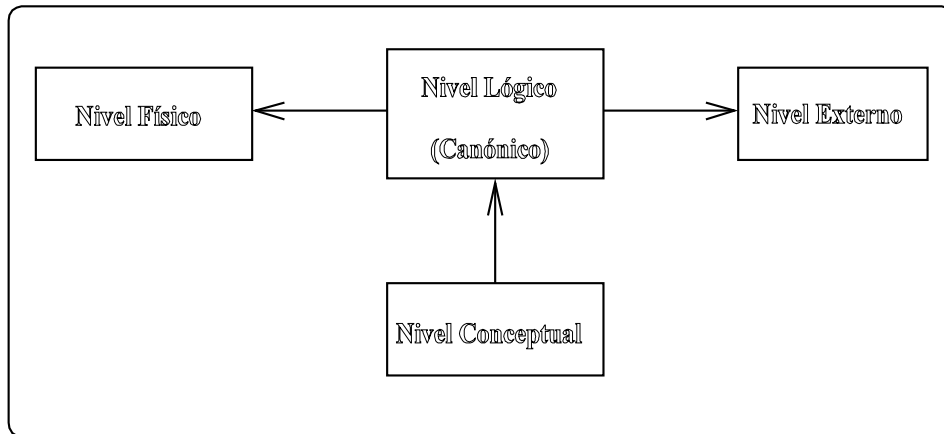 Nivel Lógico
(Canónico)
Nivel Físico
Nivel Externo
Nivel Conceptual